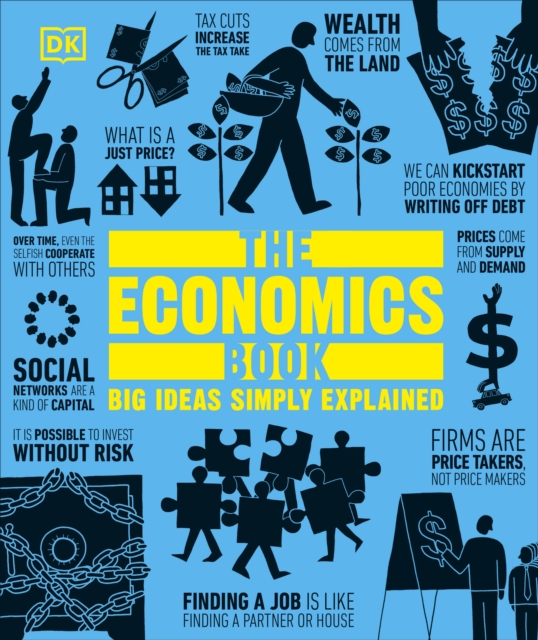 DK
TAX CUTS
INCREASE
THE TAX TAKE
WEALTH
COMES FROM
THE LAND
WHAT IS A
JUST PRICE?
WE CAN KICKSTART
POOR ECONOMIES BY
WRITING OFF DEBT
OVER TIME, EVEN THE
SELFISH COOPERATE
WITH OTHERS
PRICES COME
FROM SUPPLY
AND DEMAND
THE
ECONOMICS
BOOK
BIG IDEAS SIMPLY EXPLAINED
SOCIAL
NETWORKS ARE A
KIND OF CAPITAL
IT IS POSSIBLE TO INVEST
WITHOUT RISK
FIRMS ARE
PRICE TAKERS,
NOT PRICE MAKERS
FINDING A JOB IS LIKE
FINDING A PARTNER OR HOUSE